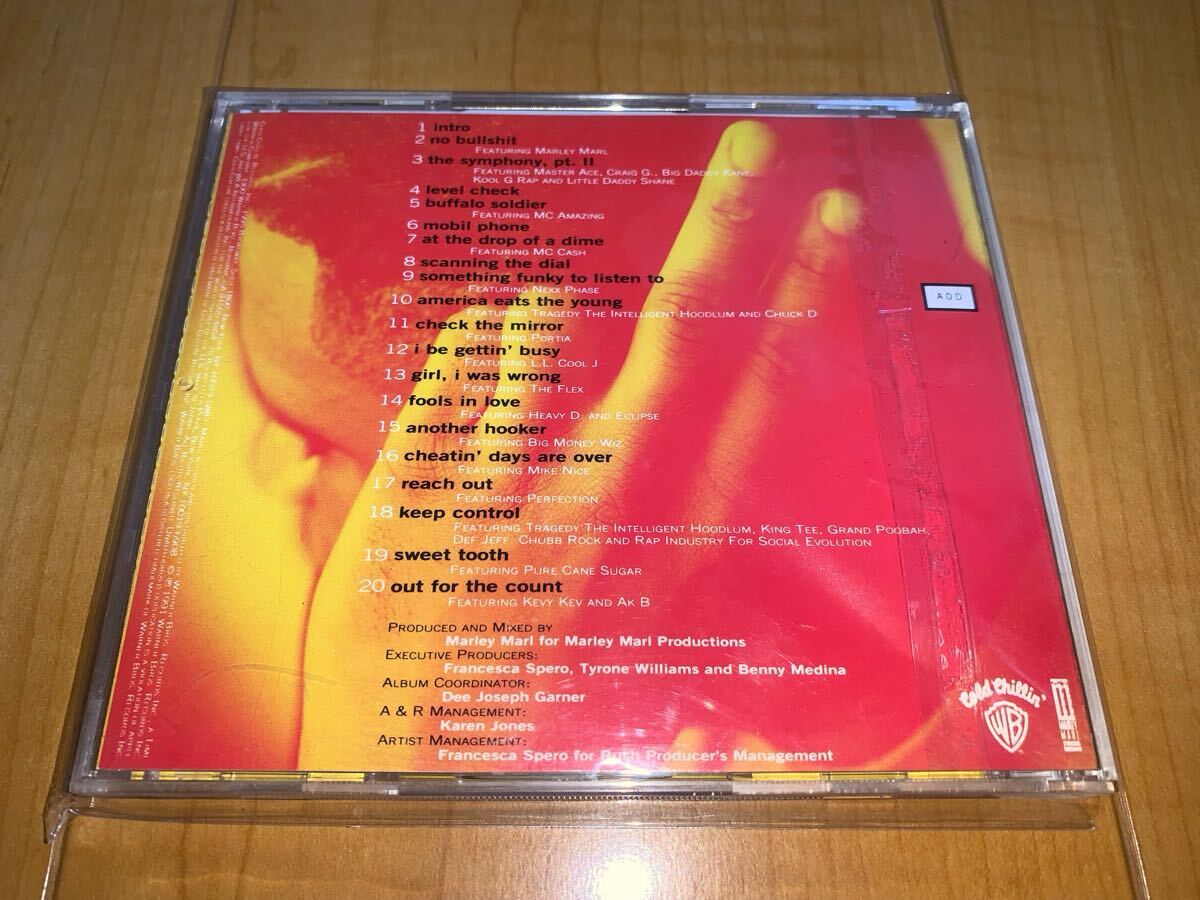 1 intro
2 no bullshit
Featuring Marley Marl
3 the symphony, pt. II
Featuring Master Ace, Craig G., Big Daddy Kane,
Kool G Rap and Little Daddy Shane
4 level check
5 buffalo soldier
Featuring MC Amazing
6 mobil phone
7 at the drop of a dime
Featuring MC Cash
8 scanning the dial
9 something funky to listen to
Featuring Nexx Phase
10 america eats the young
Featuring Tragedy The Intelligent Hoodlum and Chuck D
11 check the mirror
Featuring Portia
12 i be gettin' busy
Featuring L.L. Cool J
13 girl, i was wrong
Featuring The Flex
14 fools in love
Featuring Heavy D. and Eclipse
15 another hooker
Featuring Big Money Wiz
16 cheatin' days are over
Featuring Mike Nice
17 reach out
Featuring Perfection
18 keep control
Featuring Tragedy The Intelligent Hoodlum, King Tee, Grand Poobah,
Def Jeff, Chubb Rock and Rap Industry For Social Evolution
19 sweet tooth
Featuring Pure Cane Sugar
20 out for the count
Featuring Kevy Kev and Ak B
Produced and Mixed by
Marley Marl for Marley Marl Productions
Executive Producers:
Francesca Spero, Tyrone Williams and Benny Medina
Album Coordinator:
Dee Joseph Garner
A & R Management:
Karen Jones
Artist Management:
Francesca Spero for Rush Producer's Management
ADD
Cold Chillin'
WB